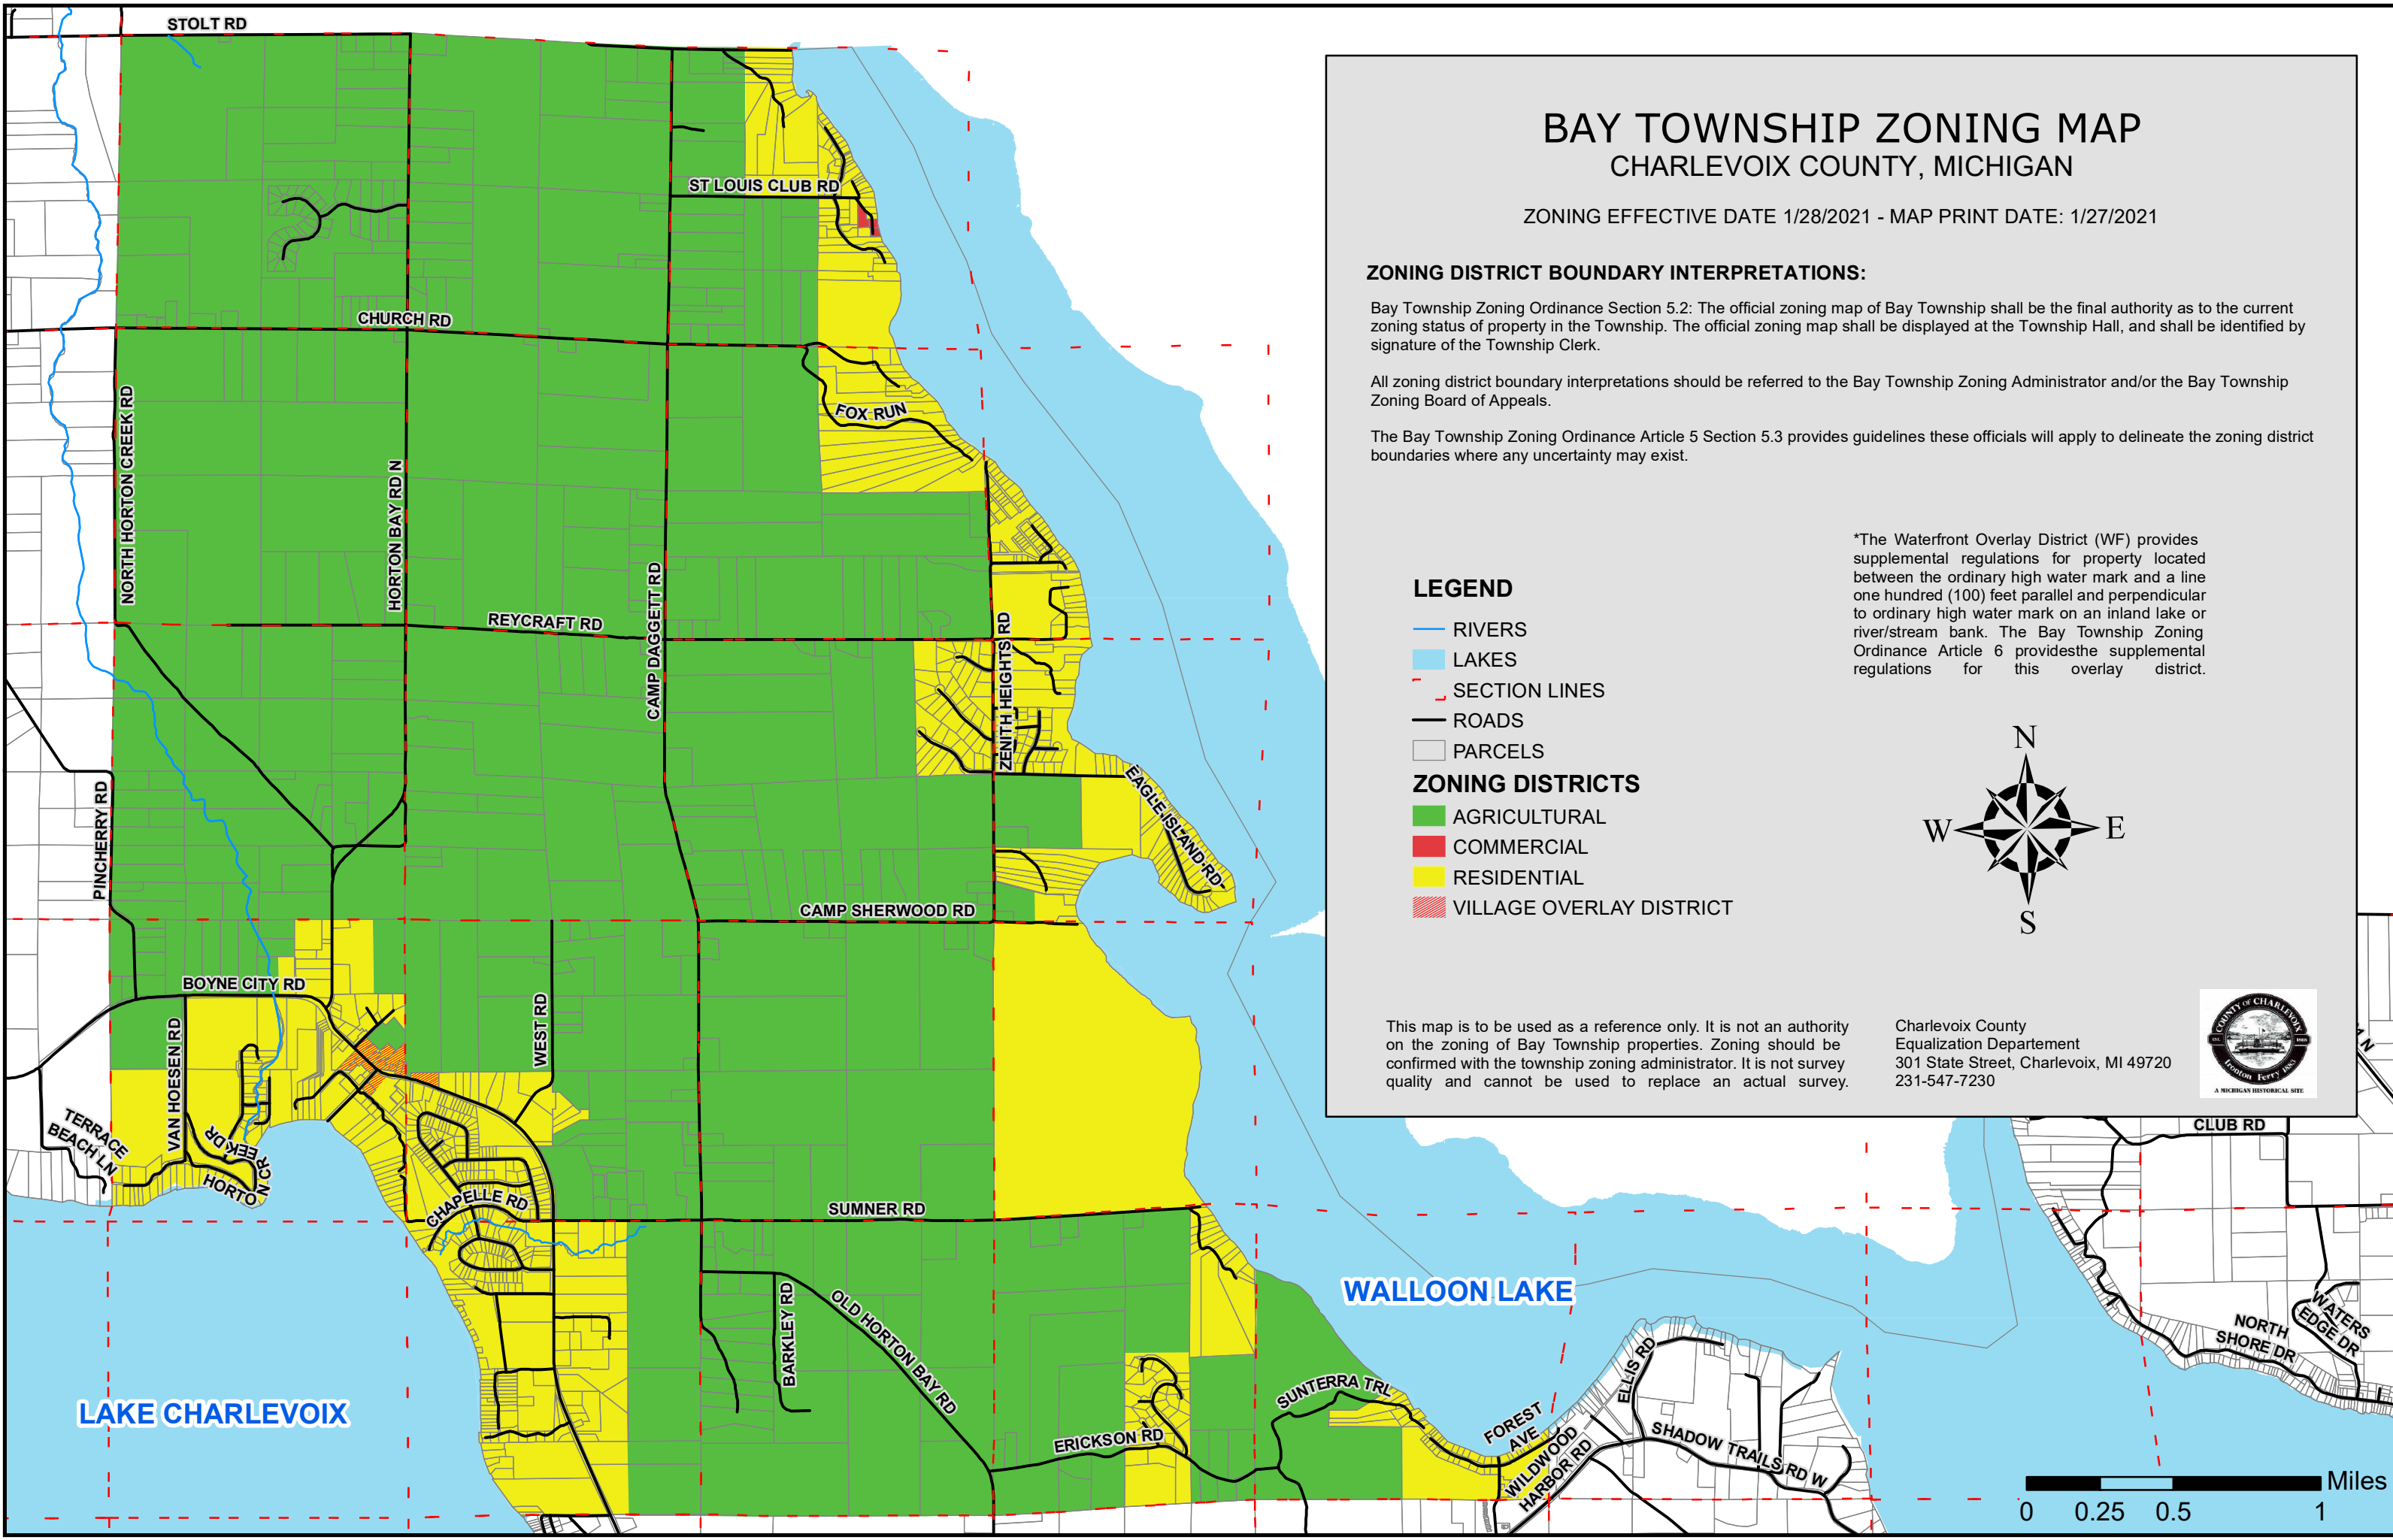 STOLT RD
ST LOUIS CLUB RD
CHURCH RD
NORTH HORTON CREEK RD
HORTON BAY RD N
FOX RUN
CAMP DAGGETT RD
REYCRAFT RD
ZENITH HEIGHTS RD
EAGLE ISLAND RD
PINCHERRY RD
CAMP SHERWOOD RD
BOYNE CITY RD
VAN HOESEN RD
WEST RD
TERRACE
BEACH LN
HORTON CREEK DR
CHAPELLE RD
SUMNER RD
BARKLEY RD
OLD HORTON BAY RD
ERICKSON RD
SUNTERRA TRL
FOREST
AVE
WILDWOOD
HARBOR RD
ELLIS RD
SHADOW TRAILS RD W
CLUB RD
NORTH
SHORE DR
WATERS
EDGE DR
LAKE CHARLEVOIX
WALLOON LAKE
BAY TOWNSHIP ZONING MAP
CHARLEVOIX COUNTY, MICHIGAN
ZONING EFFECTIVE DATE 1/28/2021 - MAP PRINT DATE: 1/27/2021
ZONING DISTRICT BOUNDARY INTERPRETATIONS:
Bay Township Zoning Ordinance Section 5.2: The official zoning map of Bay Township shall be the final authority as to the current
zoning status of property in the Township. The official zoning map shall be displayed at the Township Hall, and shall be identified by
signature of the Township Clerk.
All zoning district boundary interpretations should be referred to the Bay Township Zoning Administrator and/or the Bay Township
Zoning Board of Appeals.
The Bay Township Zoning Ordinance Article 5 Section 5.3 provides guidelines these officials will apply to delineate the zoning district
boundaries where any uncertainty may exist.
*The Waterfront Overlay District (WF) provides
supplemental regulations for property located
between the ordinary high water mark and a line
one hundred (100) feet parallel and perpendicular
to ordinary high water mark on an inland lake or
river/stream bank. The Bay Township Zoning
Ordinance Article 6 providesthe supplemental
regulations for this overlay district.
LEGEND
RIVERS
LAKES
SECTION LINES
ROADS
PARCELS
ZONING DISTRICTS
AGRICULTURAL
COMMERCIAL
RESIDENTIAL
VILLAGE OVERLAY DISTRICT
N
W E
S
This map is to be used as a reference only. It is not an authority
on the zoning of Bay Township properties. Zoning should be
confirmed with the township zoning administrator. It is not survey
quality and cannot be used to replace an actual survey.
Charlevoix County
Equalization Departement
301 State Street, Charlevoix, MI 49720
231-547-7230
COUNTY OF CHARLEVOIX
EST. 1869
Ironton Ferry 1883
A MICHIGAN HISTORICAL SITE
Miles
0 0.25 0.5 1